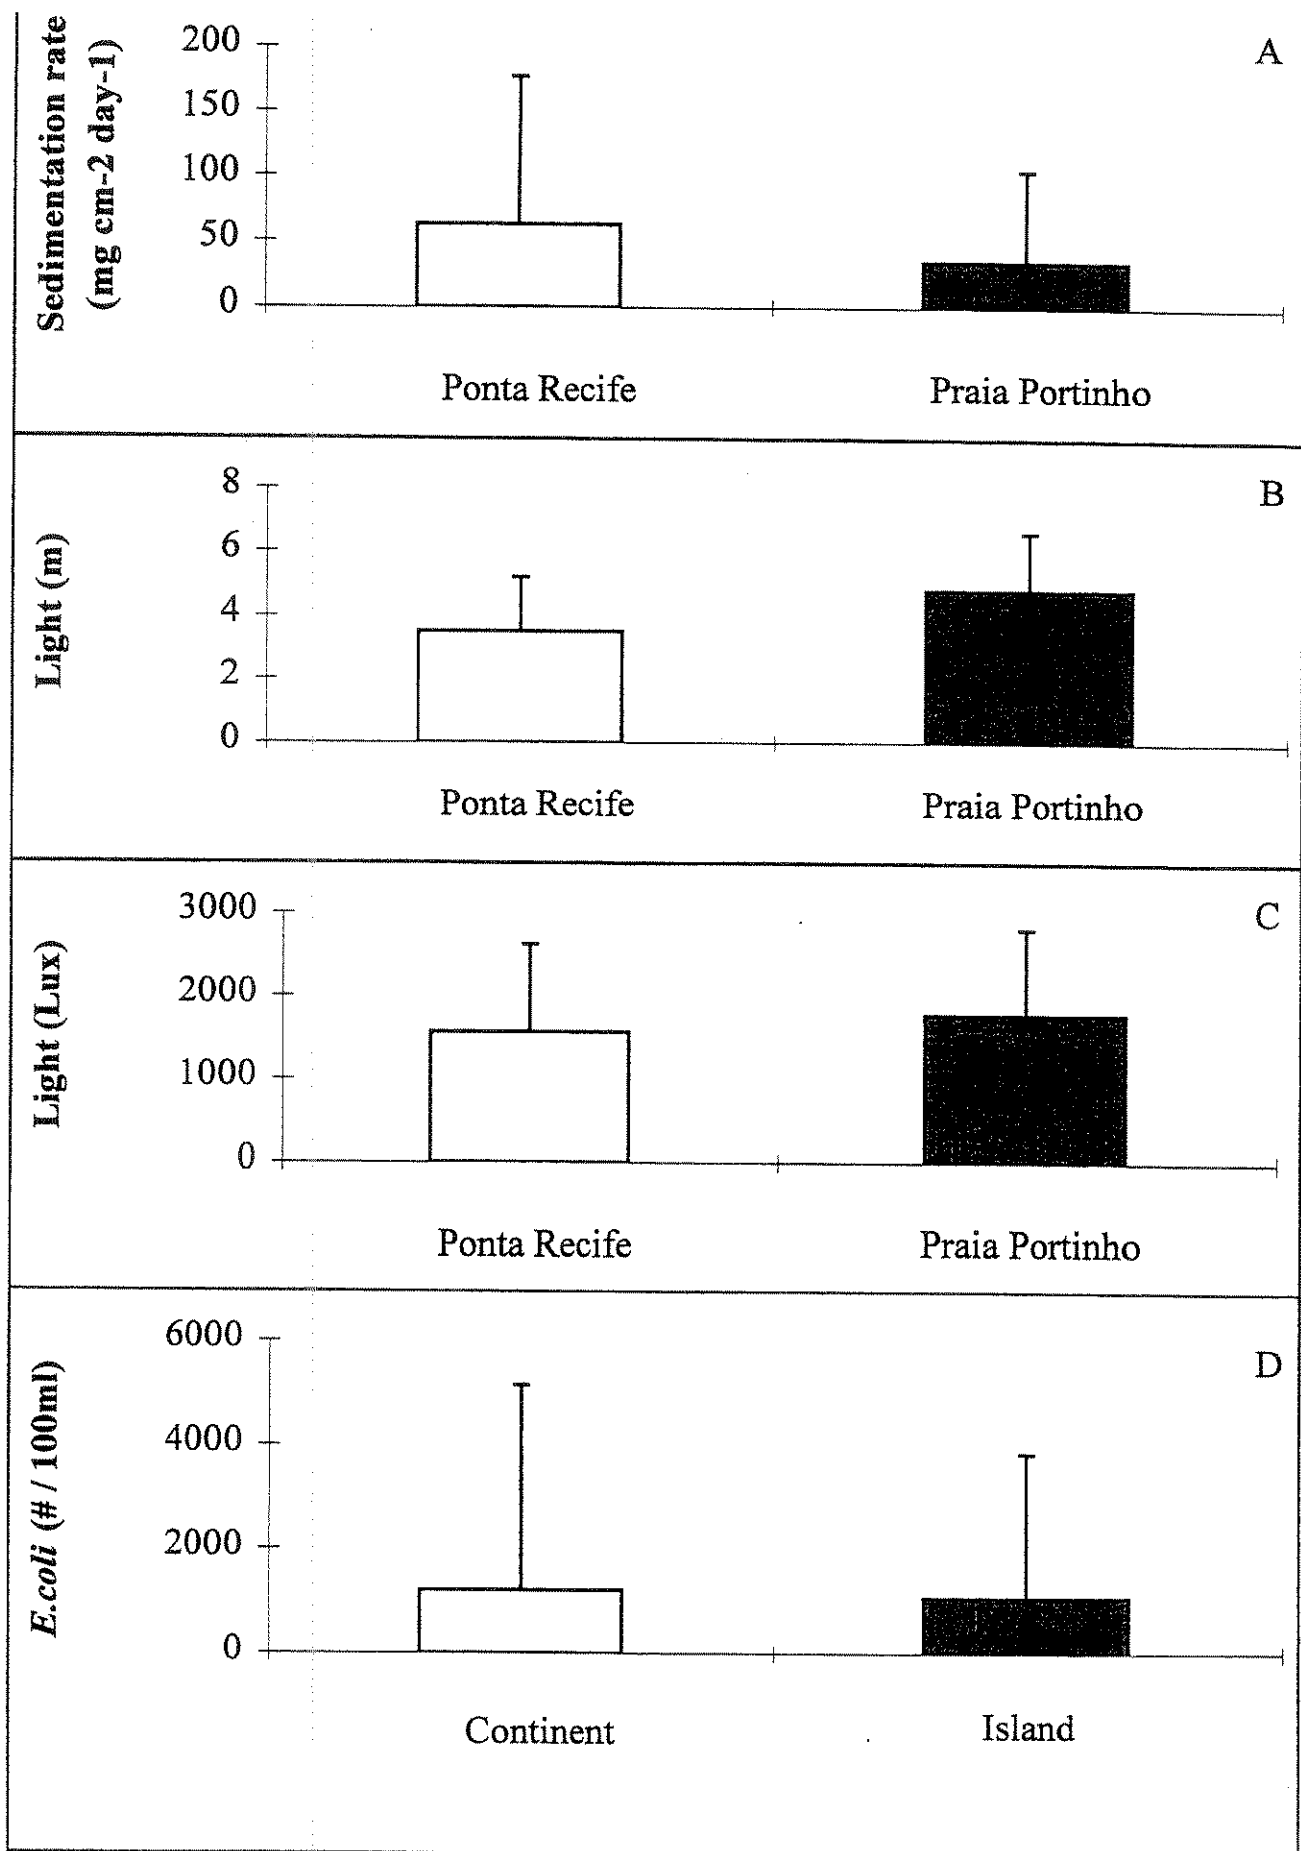 Sedimentation rate
(mg cm-2 day-1)
200
150
100
50
0
A
Ponta Recife
Praia Portinho
Light (m)
8
6
4
2
0
B
Ponta Recife
Praia Portinho
Light (Lux)
3000
2000
1000
0
C
Ponta Recife
Praia Portinho
E.coli (# / 100ml)
6000
4000
2000
0
D
Continent
Island